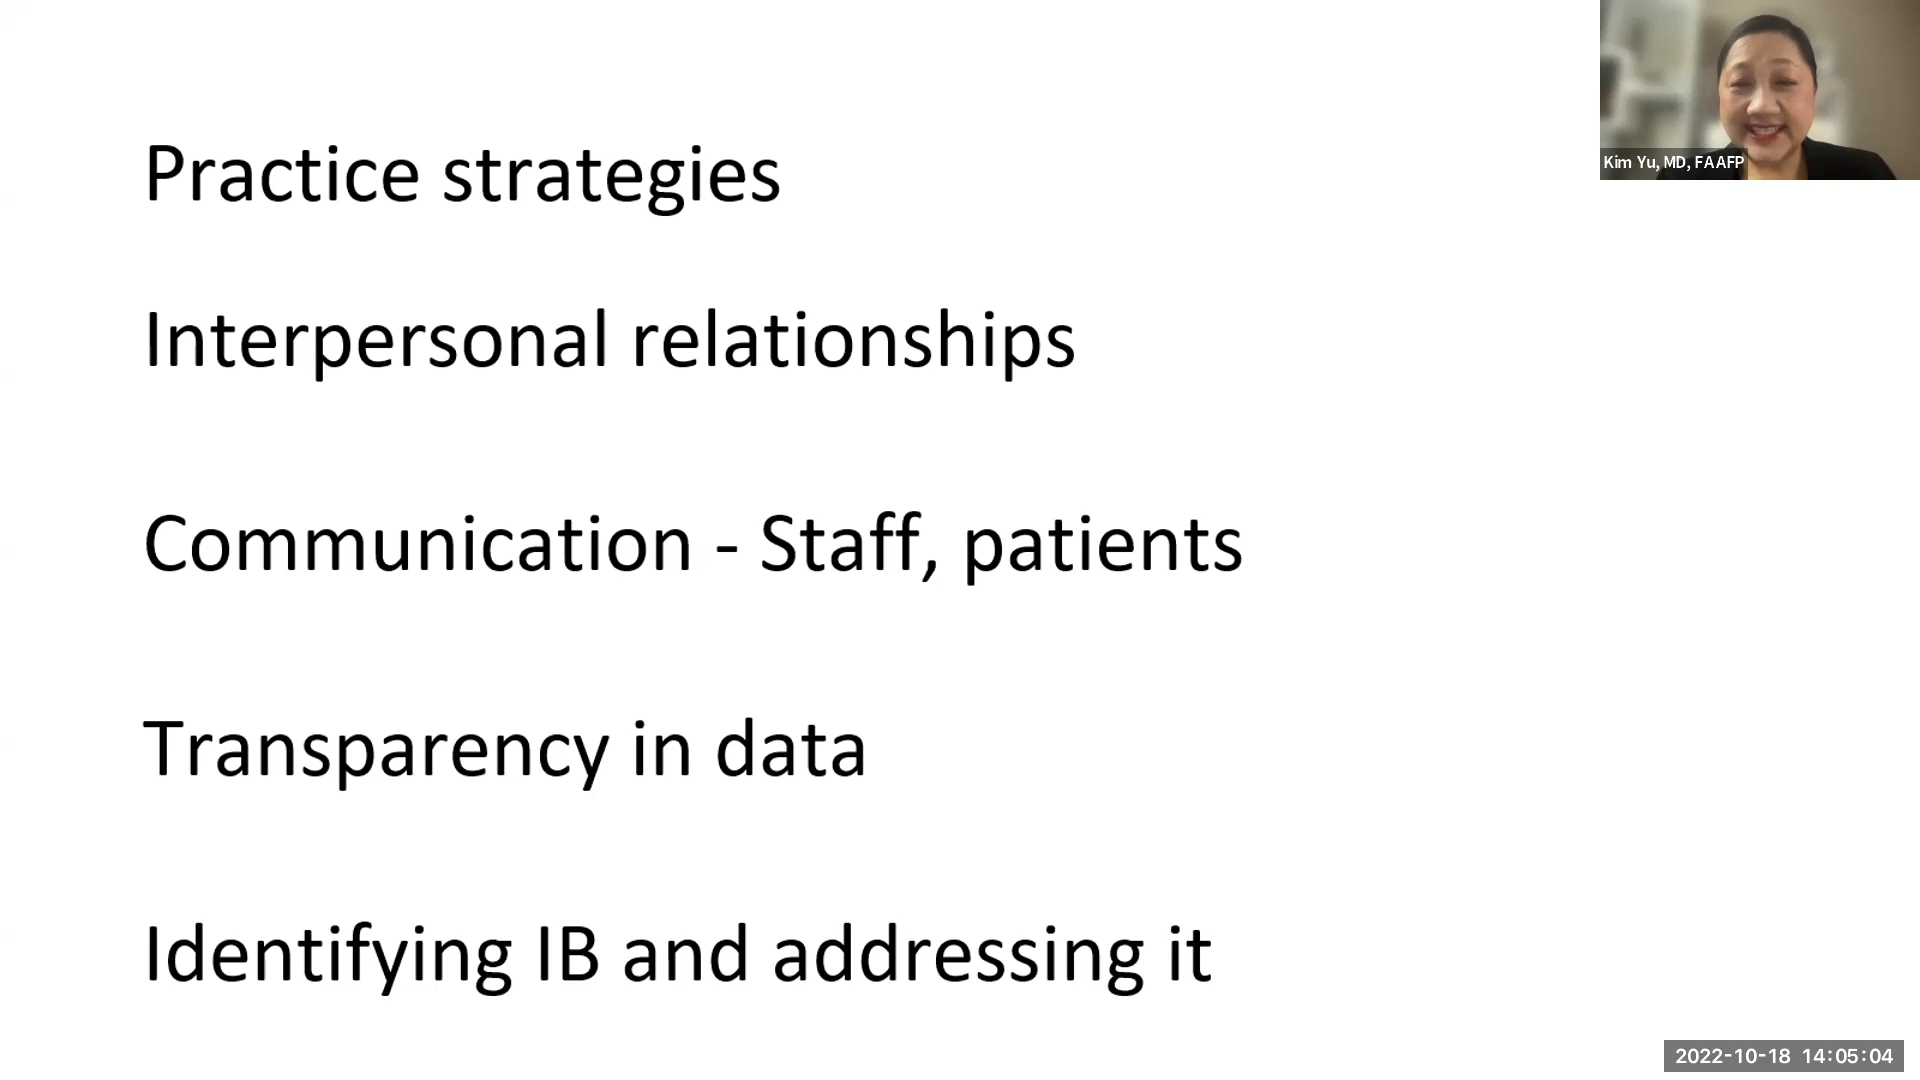 Practice strategies
Kim Yu, MD, FAAFP
Interpersonal relationships
Communication - Staff, patients
Transparency in data
Identifying IB and addressing it
2022-10-18 14:05:04